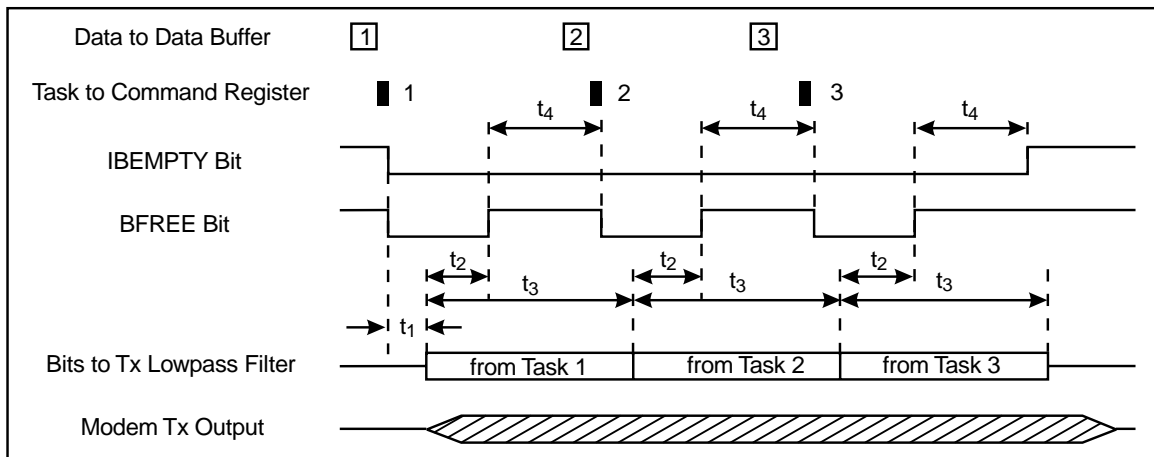 Data to Data Buffer 1 2 3
Task to Command Register 1 2 3
t4 t4 t4
IBEMPTY Bit
BFREE Bit
t2 t2 t2
t3 t3 t3
t1
Bits to Tx Lowpass Filter from Task 1 from Task 2 from Task 3
Modem Tx Output